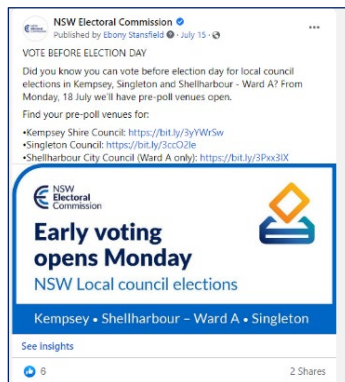 NSW Electoral Commission
Published by Ebony Stansfield · July 15 ·
VOTE BEFORE ELECTION DAY
Did you know you can vote before election day for local council
elections in Kempsey, Singleton and Shellharbour - Ward A? From
Monday, 18 July we'll have pre-poll venues open.
Find your pre-poll venues for:
•Kempsey Shire Council: https://bit.ly/3yYWrSw
•Singleton Council: https://bit.ly/3ccO2le
•Shellharbour City Council (Ward A only): https://bit.ly/3Pxx3IX
NSW
Electoral
Commission
Early voting
opens Monday
NSW Local council elections
Kempsey • Shellharbour – Ward A • Singleton
See insights
6
2 Shares